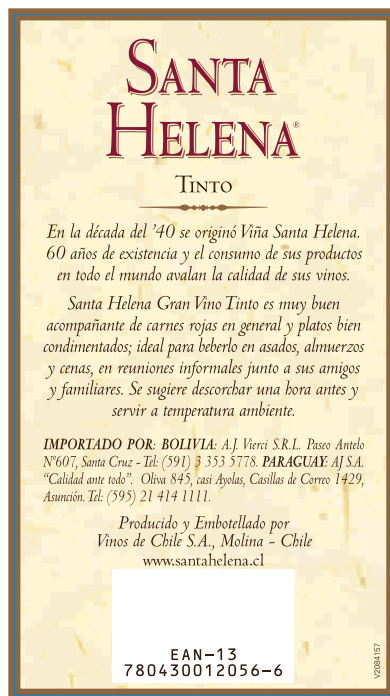 SANTA
HELENA®
TINTO
En la década del '40 se originó Viña Santa Helena.
60 años de existencia y el consumo de sus productos
en todo el mundo avalan la calidad de sus vinos.
Santa Helena Gran Vino Tinto es muy buen
acompañante de carnes rojas en general y platos bien
condimentados; ideal para beberlo en asados, almuerzos
y cenas, en reuniones informales junto a sus amigos
y familiares. Se sugiere descorchar una hora antes y
servir a temperatura ambiente.
IMPORTADO POR: BOLIVIA: A.J. Vierci S.R.L. Paseo Antelo
Nº607, Santa Cruz - Tel: (591) 3 353 5778. PARAGUAY: AJ S.A.
“Calidad ante todo”. Oliva 845, casi Ayolas, Casillas de Correo 1429,
Asunción. Tel: (595) 21 414 1111.
Producido y Embotellado por
Vinos de Chile S.A., Molina - Chile
www.santahelena.cl
EAN-13
780430012056-6
V2084157